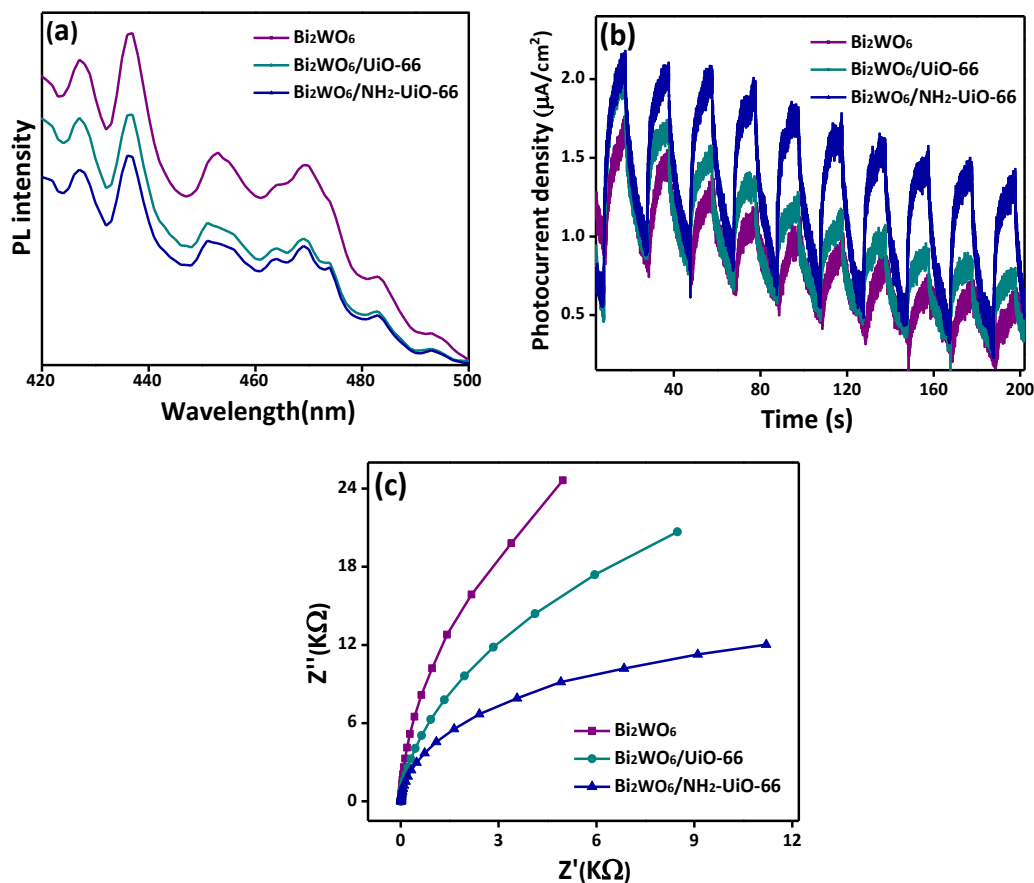 (a)
Bi₂WO₆
Bi₂WO₆/UiO-66
Bi₂WO₆/NH₂-UiO-66
PL intensity
420 440 460 480 500
Wavelength(nm)
(b)
Bi₂WO₆
Bi₂WO₆/UiO-66
Bi₂WO₆/NH₂-UiO-66
Photocurrent density (μA/cm²)
2.0
1.5
1.0
0.5
40 80 120 160 200
Time (s)
(c)
Z''(KΩ)
24
18
12
6
0
Bi₂WO₆
Bi₂WO₆/UiO-66
Bi₂WO₆/NH₂-UiO-66
0 3 6 9 12
Z'(KΩ)